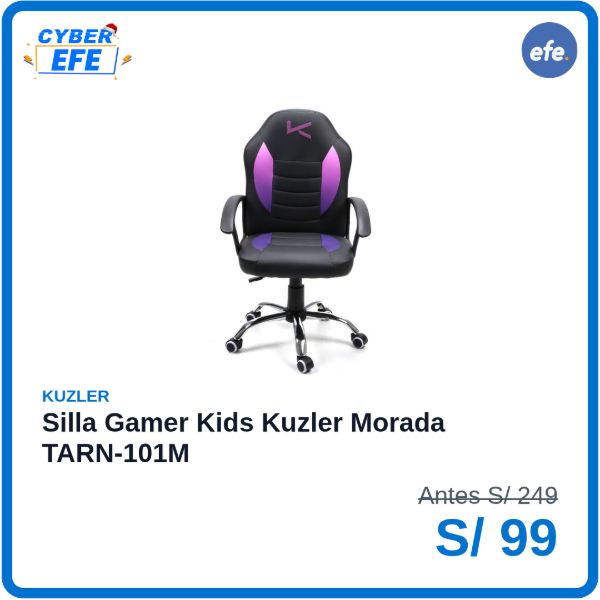 CYBER
EFE
efe.
KUZLER
Silla Gamer Kids Kuzler Morada
TARN-101M
Antes S/ 249
S/ 99